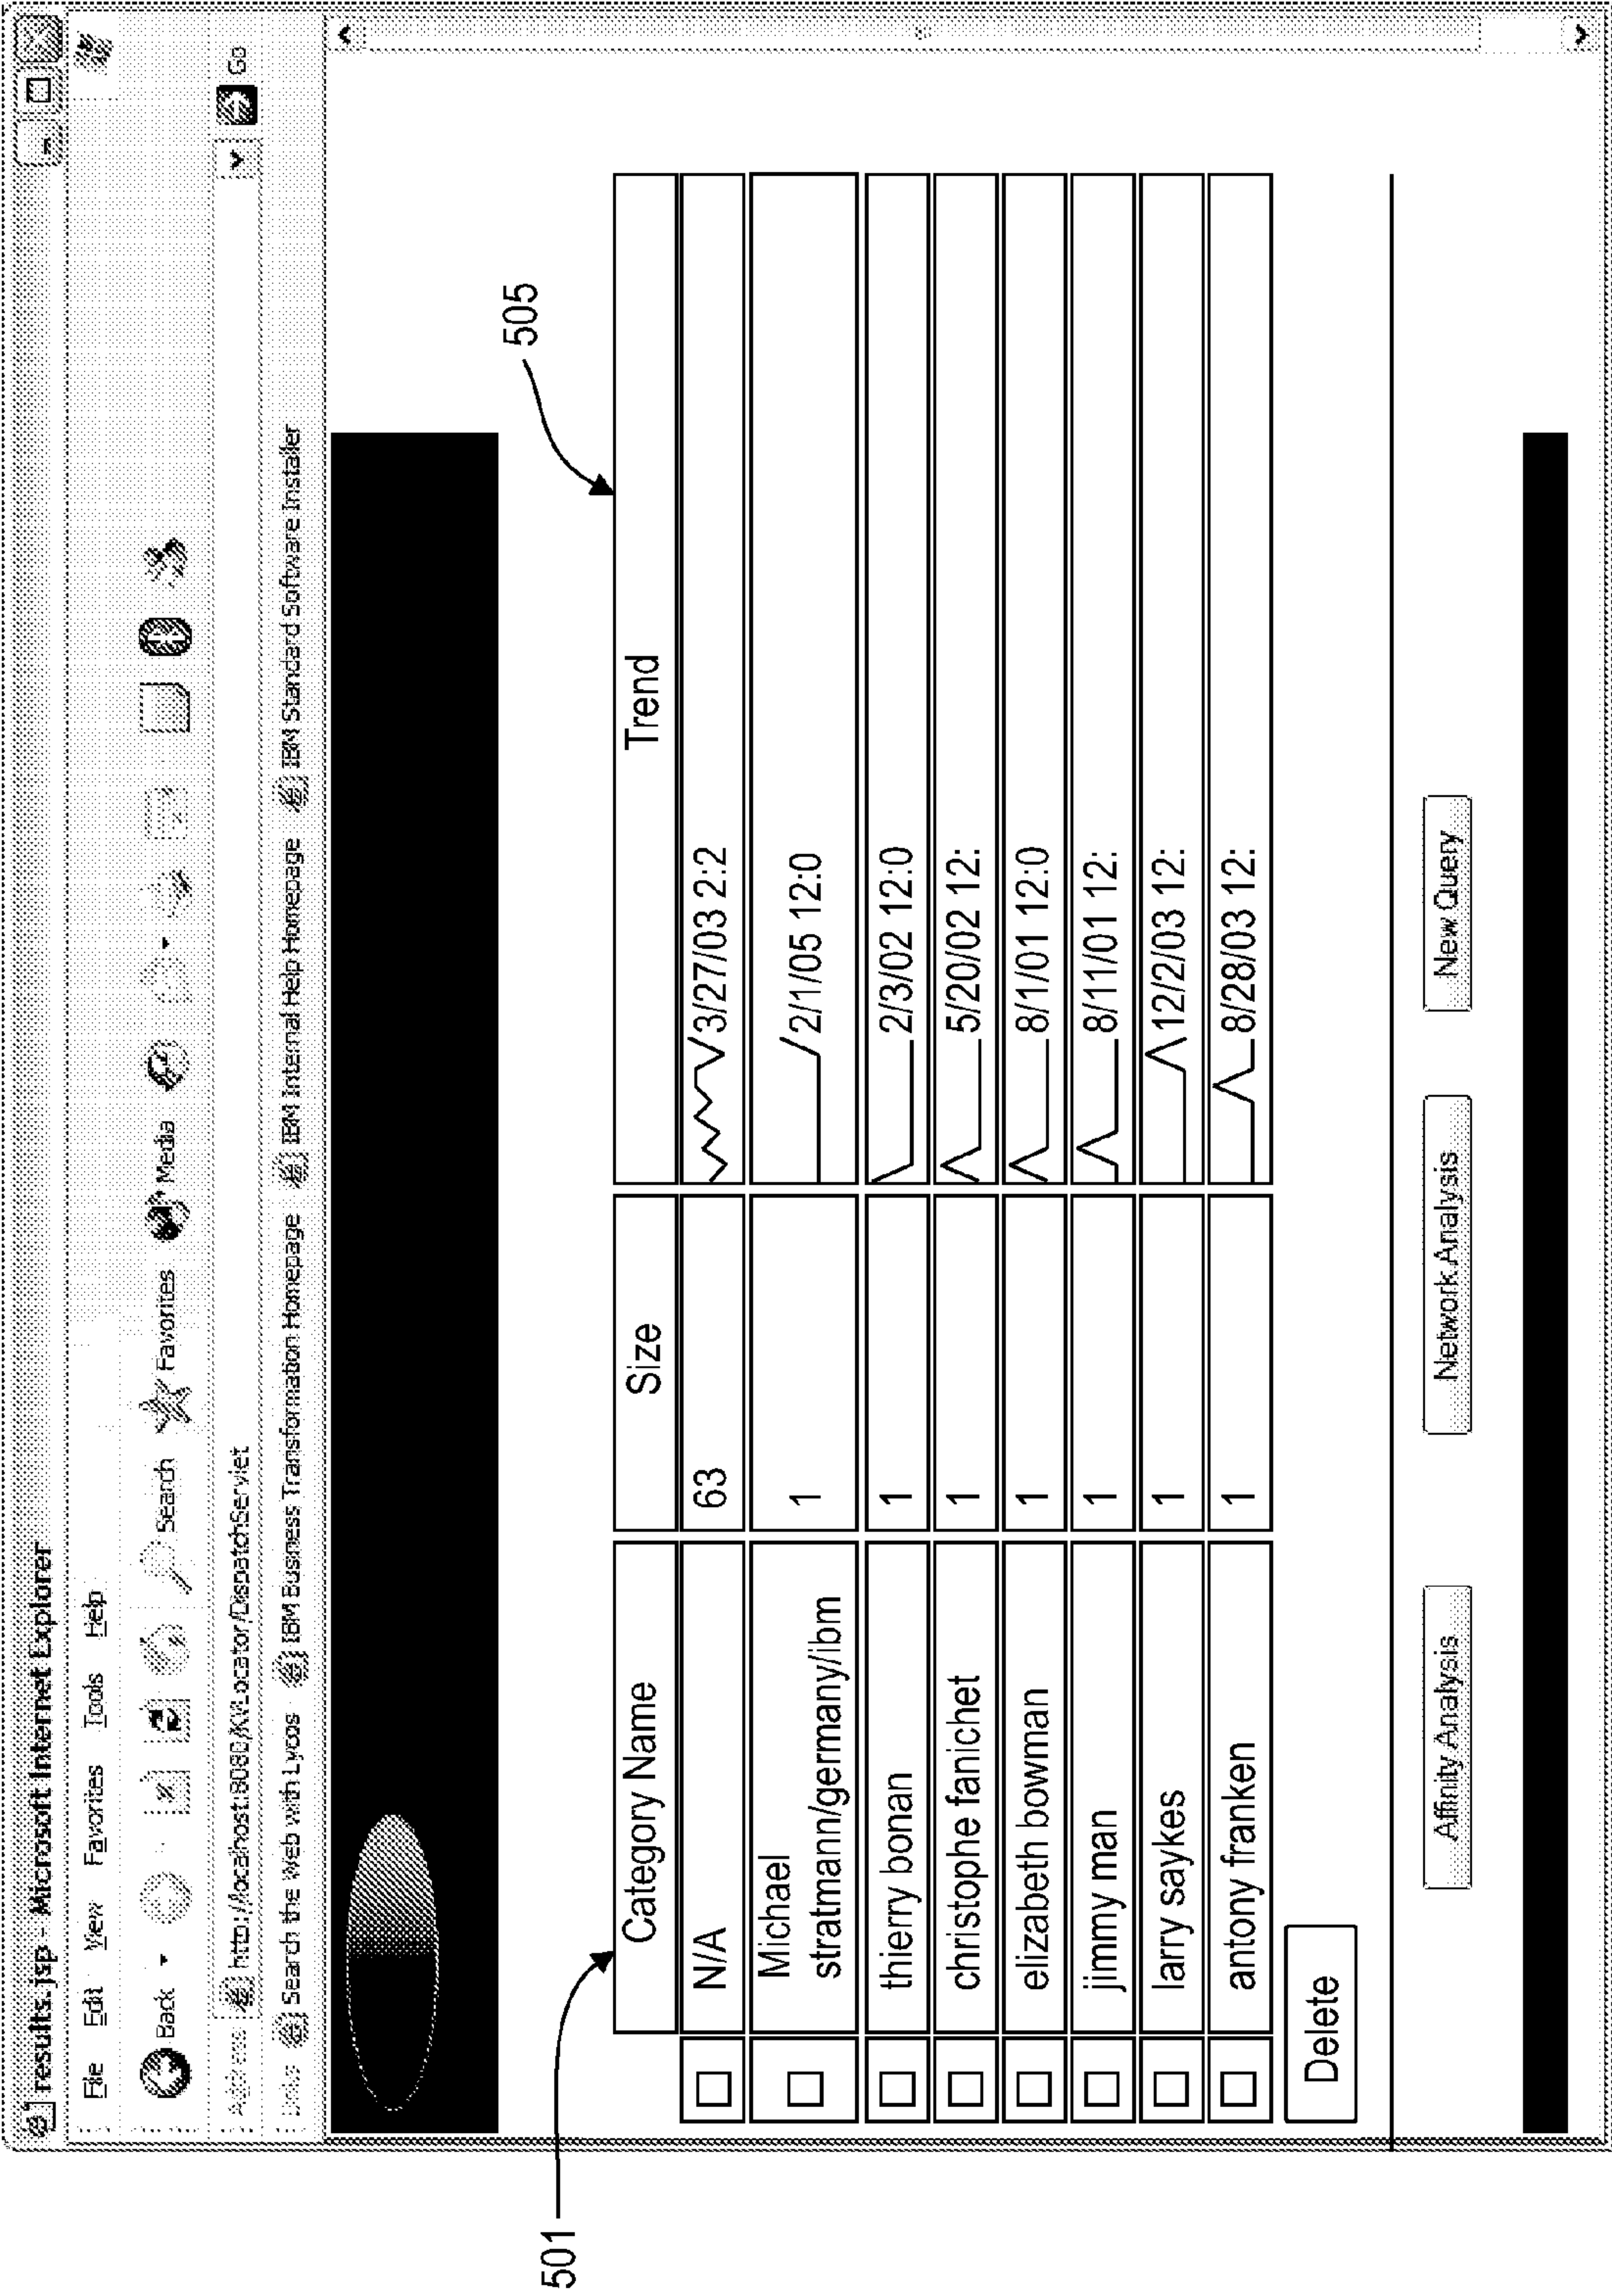 results.jsp - Microsoft Internet Explorer
File Edit View Favorites Tools Help
Back Search Favorites Media
Address http://localhost:8080/KVLocator/DispatchServlet Go
Links Search the Web with Lycos IBM Business Transformation Homepage IBM Internal Help Homepage IBM Standard Software Installer
501
505
Category Name Size Trend
N/A 63 3/27/03 2:2
Michael stratmann/germany/ibm 1 2/1/05 12:0
thierry bonan 1 2/3/02 12:0
christophe fanichet 1 5/20/02 12:
elizabeth bowman 1 8/1/01 12:0
jimmy man 1 8/11/01 12:
larry saykes 1 12/2/03 12:
antony franken 1 8/28/03 12:
Delete
Affinity Analysis Network Analysis New Query